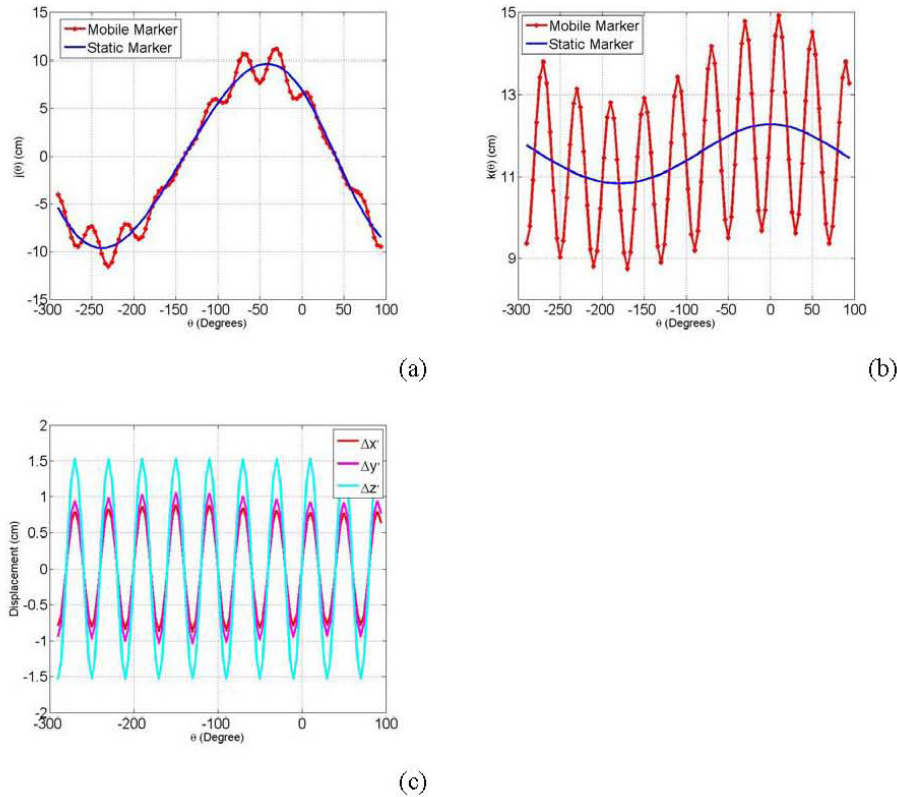 15
10
5
0
-5
-10
-15
j(θ) (cm)
Mobile Marker
Static Marker
-300 -250 -200 -150 -100 -50 0 50 100
θ (Degrees)
(a)
15
13
11
9
k(θ) (cm)
Mobile Marker
Static Marker
-300 -250 -200 -150 -100 -50 0 50 100
θ (Degrees)
(b)
2
1.5
1
0.5
0
-0.5
-1
-1.5
-2
Displacement (cm)
Δx'
Δy'
Δz'
-300 -200 -100 0 100
θ (Degree)
(c)